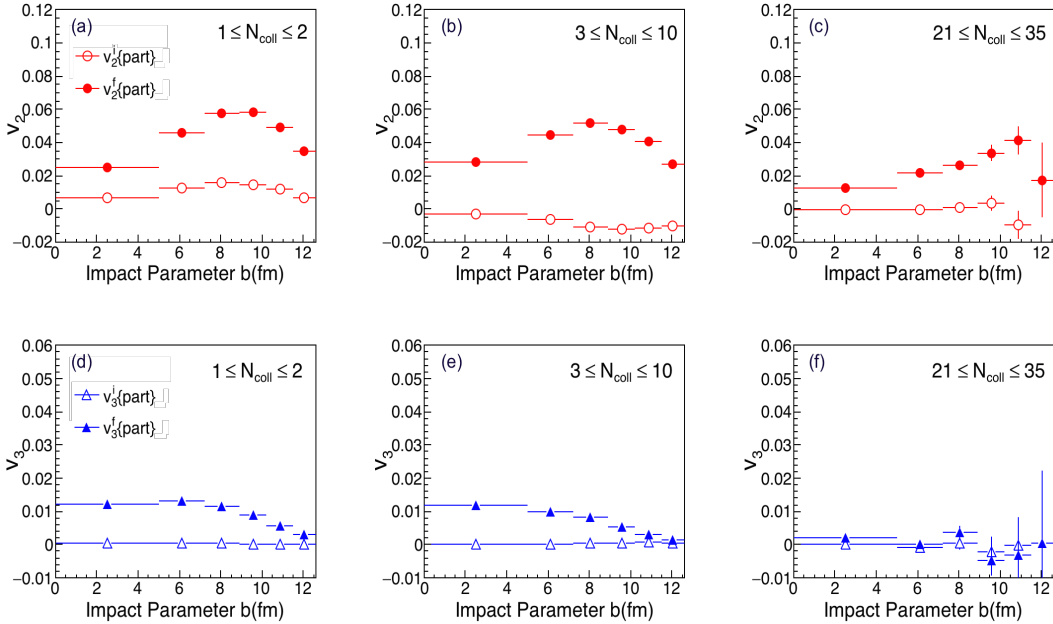 (a) 1 ≤ N_coll ≤ 2
v_2^i{part}
v_2^f{part}
v_2
0.12
0.1
0.08
0.06
0.04
0.02
0
−0.02
0 2 4 6 8 10 12
Impact Parameter b(fm)
(b) 3 ≤ N_coll ≤ 10
v_2
0.12
0.1
0.08
0.06
0.04
0.02
0
−0.02
0 2 4 6 8 10 12
Impact Parameter b(fm)
(c) 21 ≤ N_coll ≤ 35
v_2
0.12
0.1
0.08
0.06
0.04
0.02
0
−0.02
0 2 4 6 8 10 12
Impact Parameter b(fm)
(d) 1 ≤ N_coll ≤ 2
v_3^i{part}
v_3^f{part}
v_3
0.06
0.05
0.04
0.03
0.02
0.01
0
−0.01
0 2 4 6 8 10 12
Impact Parameter b(fm)
(e) 3 ≤ N_coll ≤ 10
v_3
0.06
0.05
0.04
0.03
0.02
0.01
0
−0.01
0 2 4 6 8 10 12
Impact Parameter b(fm)
(f) 21 ≤ N_coll ≤ 35
v_3
0.06
0.05
0.04
0.03
0.02
0.01
0
−0.01
0 2 4 6 8 10 12
Impact Parameter b(fm)